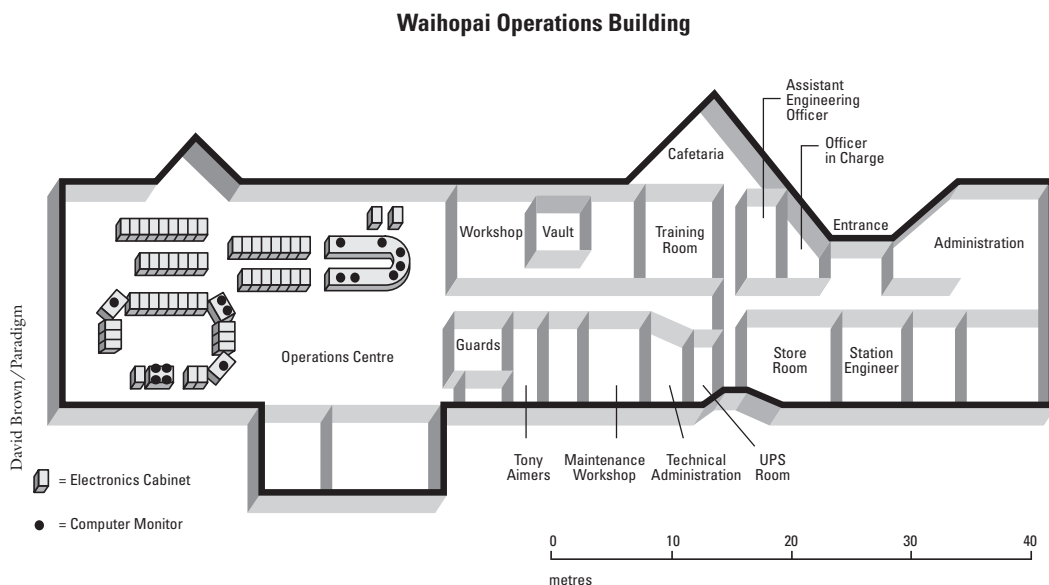 Waihopai Operations Building
Assistant
Engineering
Officer
Officer
in Charge
Cafetaria
Entrance
Workshop
Vault
Training
Room
Administration
Operations Centre
Guards
Store
Room
Station
Engineer
Tony
Aimers
Maintenance
Workshop
Technical
Administration
UPS
Room
David Brown/Paradigm
= Electronics Cabinet
= Computer Monitor
0 10 20 30 40
metres